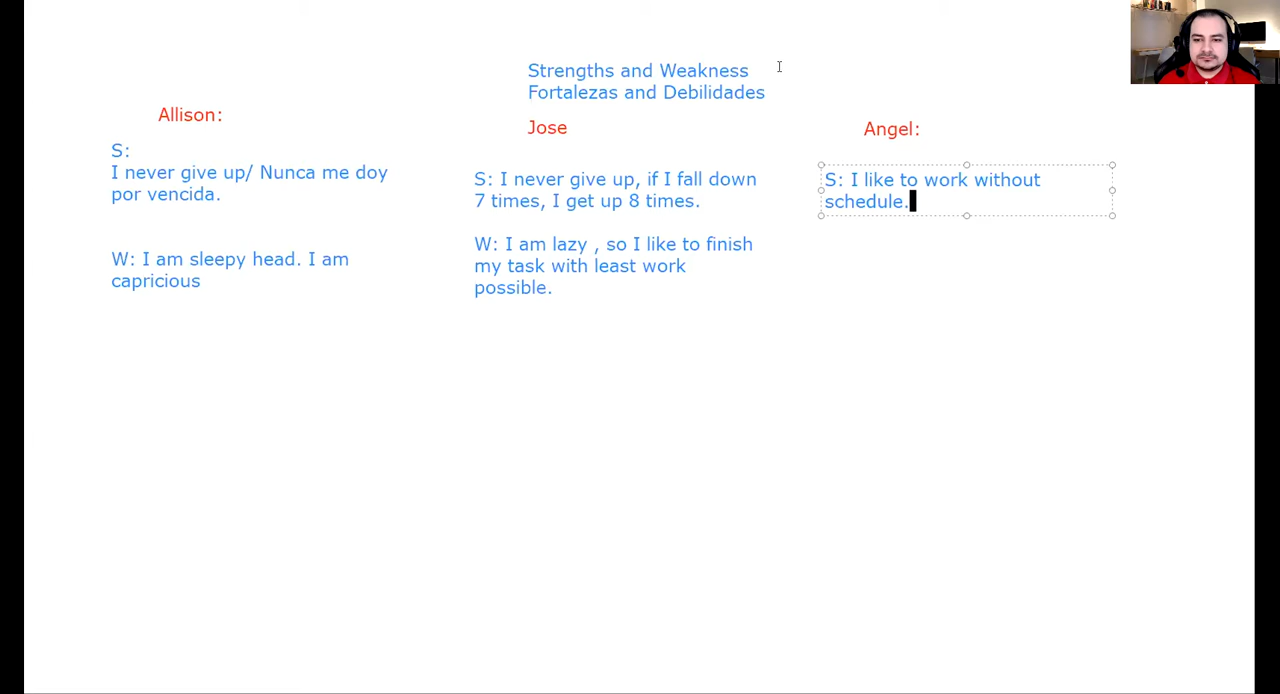 Strengths and Weakness
Fortalezas and Debilidades
Allison:
S:
I never give up/ Nunca me doy
por vencida.
W: I am sleepy head. I am
capricious
Jose
S: I never give up, if I fall down
7 times, I get up 8 times.
W: I am lazy , so I like to finish
my task with least work
possible.
Angel:
S: I like to work without
schedule.